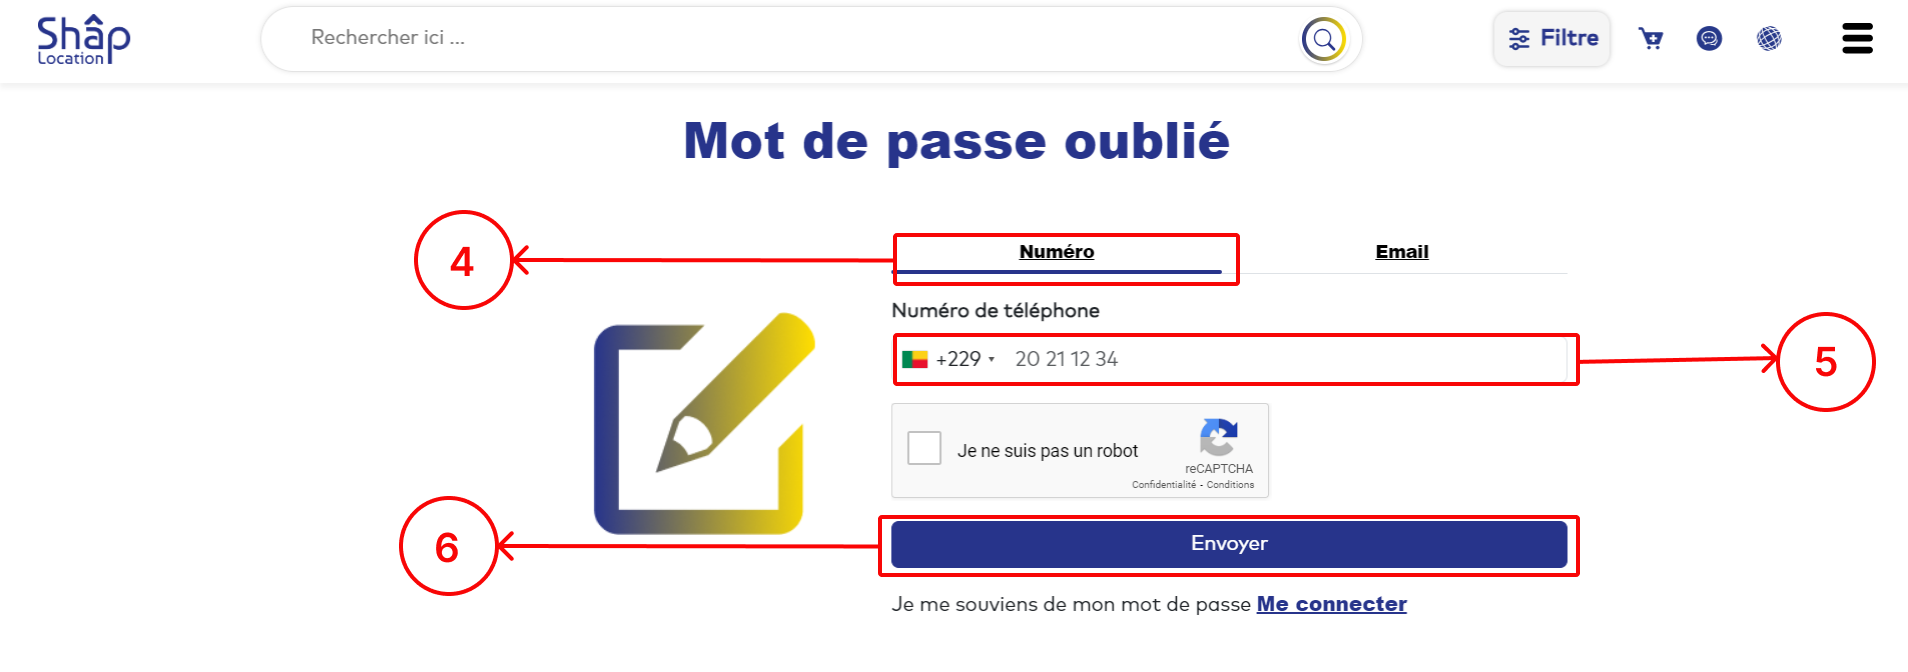 Shâp
Location
Rechercher ici ...
Filtre
Mot de passe oublié
4
Numéro
Email
Numéro de téléphone
+229 20 21 12 34
5
Je ne suis pas un robot
reCAPTCHA
Confidentialité - Conditions
6
Envoyer
Je me souviens de mon mot de passe Me connecter